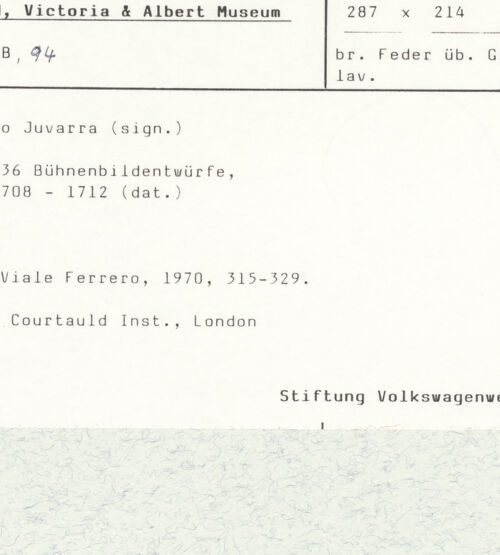 , Victoria & Albert Museum
287 x 214
B, 94
br. Feder üb. G
lav.
o Juvarra (sign.)
36 Bühnenbildentwürfe,
708 - 1712 (dat.)
Viale Ferrero, 1970, 315-329.
Courtauld Inst., London
Stiftung Volkswagenwe